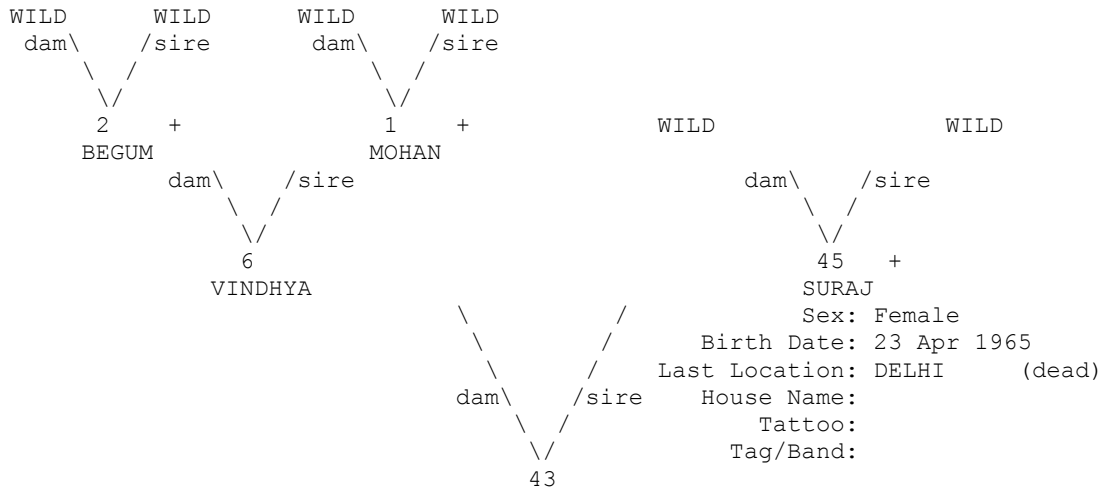 WILD WILD WILD WILD
dam\ /sire dam\ /sire
\ / \ /
\/ \/
2 + 1 + WILD WILD
BEGUM MOHAN
dam\ /sire dam\ /sire
\ / \ /
\/ \/
6 45 +
VINDHYA SURAJ
\ / Sex: Female
\ / Birth Date: 23 Apr 1965
\ / Last Location: DELHI (dead)
dam\ /sire House Name:
\ / Tattoo:
\/ Tag/Band:
43